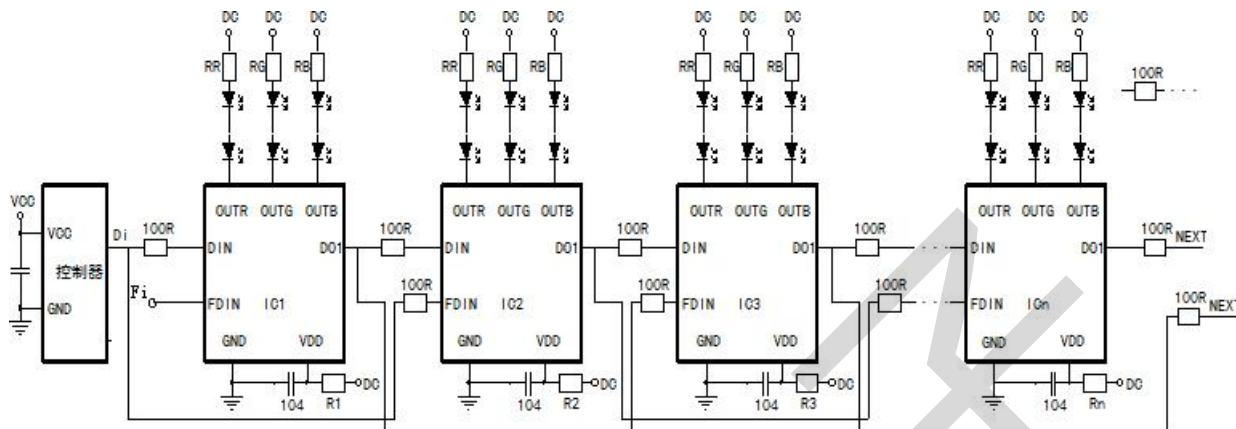 DC DC DC DC DC DC DC DC DC DC DC DC
RR RG RB RR RG RB RR RG RB RR RG RB 100R
VCC OUTR OUTG OUTB OUTR OUTG OUTB OUTR OUTG OUTB OUTR OUTG OUTB
VCC Di 100R DIN DO1 100R DIN DO1 100R DIN DO1 100R DIN DO1 100R NEXT
控制器
GND Fi FDIN IC1 100R FDIN IC2 100R FDIN IC3 100R FDIN ICn 100R NEXT
GND VDD GND VDD GND VDD GND VDD
104 R1 DC 104 R2 DC 104 R3 DC 104 Rn DC